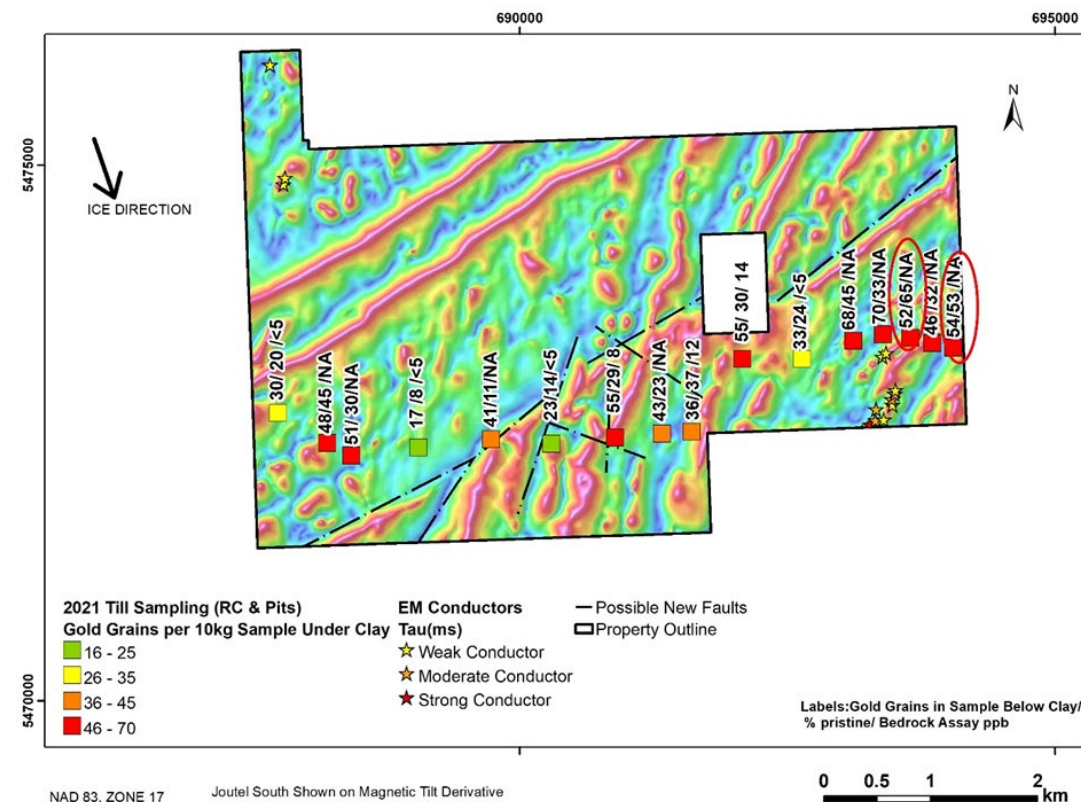 690000
695000
N
5475000
ICE DIRECTION
30/ 20 /<5
48/45 /NA
51/ 30/NA
17 /8 /<5
41/11/NA
23/14/<5
55/29/ 8
43/23 /NA
36/37 /12
55/ 30/ 14
33/24 /<5
68/45 /NA
70/33/NA
52/65/NA
46/32 /NA
54/53 /NA
2021 Till Sampling (RC & Pits)
Gold Grains per 10kg Sample Under Clay
16 - 25
26 - 35
36 - 45
46 - 70
EM Conductors
Tau(ms)
Weak Conductor
Moderate Conductor
Strong Conductor
Possible New Faults
Property Outline
5470000
Labels:Gold Grains in Sample Below Clay/
% pristine/ Bedrock Assay ppb
NAD 83, ZONE 17
Joutel South Shown on Magnetic Tilt Derivative
0 0.5 1 2
km